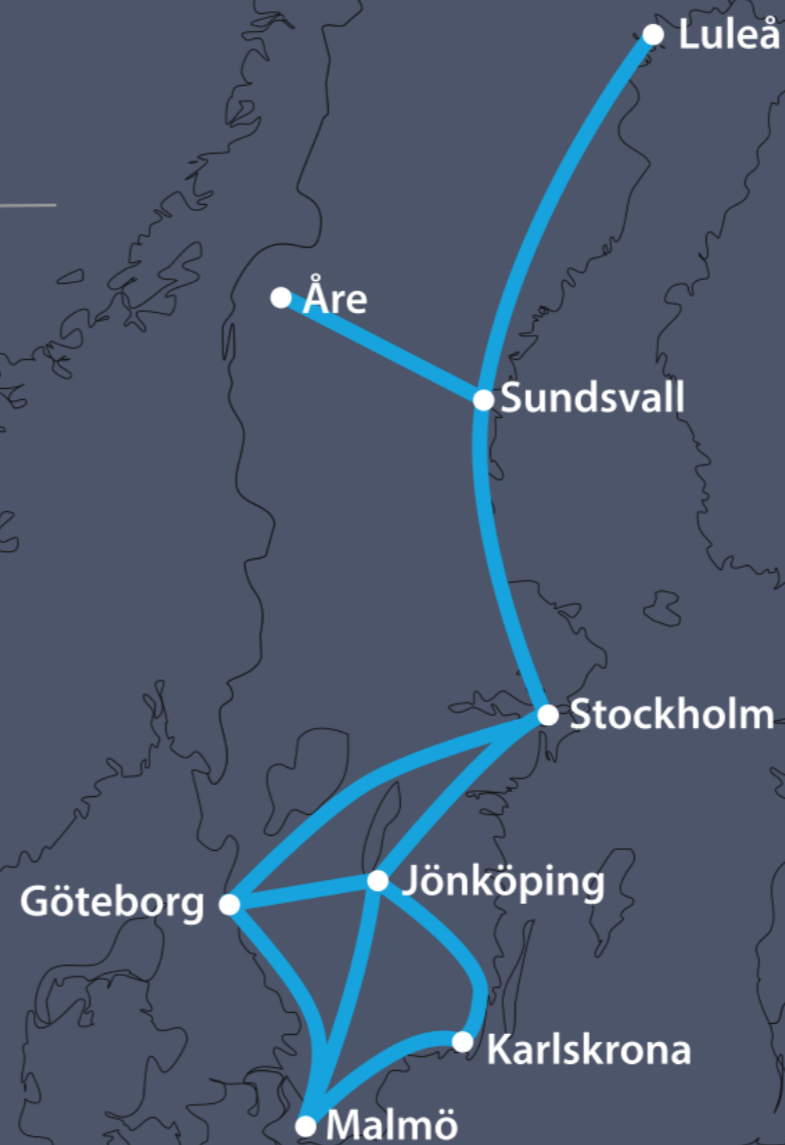 Luleå
Åre
Sundsvall
Stockholm
Jönköping
Göteborg
Karlskrona
Malmö